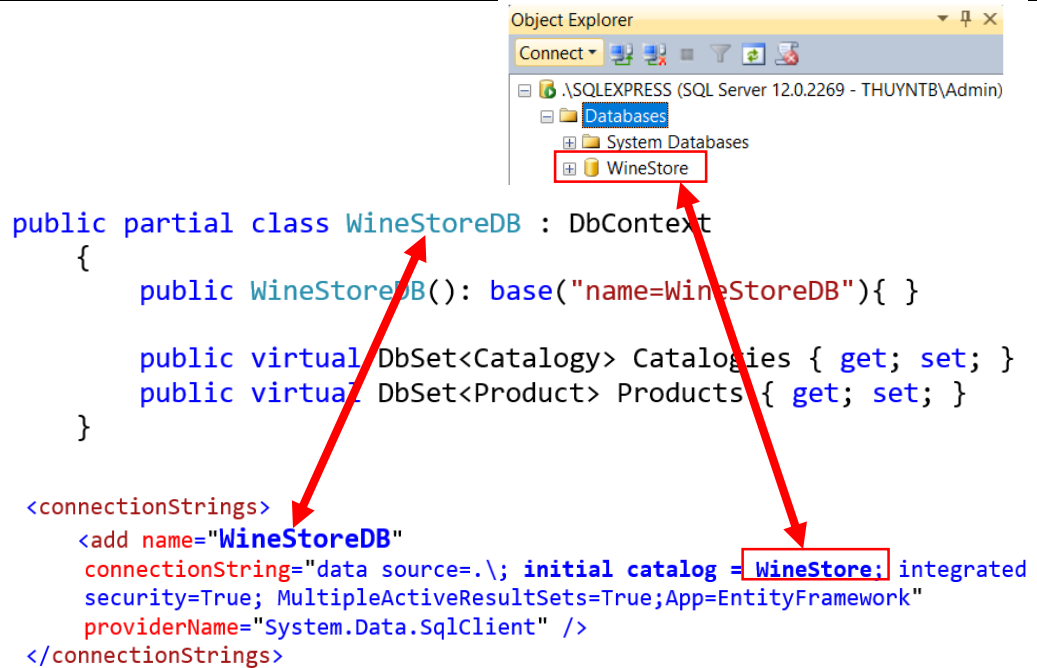 Object Explorer
Connect
.\SQLEXPRESS (SQL Server 12.0.2269 - THUYNTB\Admin)
Databases
System Databases
WineStore
public partial class WineStoreDB : DbContext
{
public WineStoreDB(): base("name=WineStoreDB"){ }
public virtual DbSet<Catalogy> Catalogies { get; set; }
public virtual DbSet<Product> Products { get; set; }
}
<connectionStrings>
<add name="WineStoreDB"
connectionString="data source=.\; initial catalog = WineStore; integrated
security=True; MultipleActiveResultSets=True;App=EntityFramework"
providerName="System.Data.SqlClient" />
</connectionStrings>